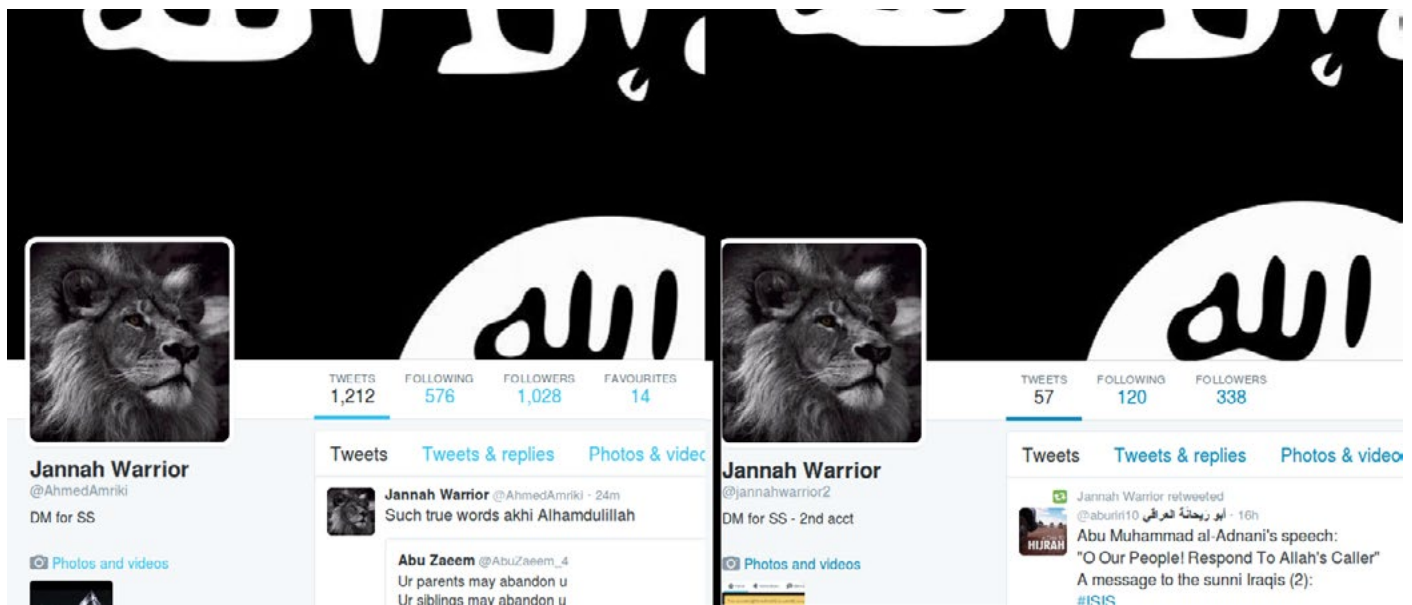 الله
TWEETS FOLLOWING FOLLOWERS FAVOURITES
1,212 576 1,028 14
Tweets Tweets & replies
Jannah Warrior
@AhmedAmriki
DM for SS
Photos and videos
Jannah Warrior @AhmedAmriki · 24m
Such true words akhi Alhamdulillah
Abu Zaeem @AbuZaeem_4
Ur parents may abandon u
Ur siblings may abandon u
الله
TWEETS FOLLOWING FOLLOWERS
57 120 338
Tweets Tweets & replies
Jannah Warrior
@jannahwarrior2
DM for SS - 2nd acct
Photos and videos
Jannah Warrior retweeted
أبو ريحانة العراقي @aburiri10 · 16h
HIJRAH
Abu Muhammad al-Adnani's speech:
"O Our People! Respond To Allah's Caller"
A message to the sunni Iraqis (2):
#ISIS